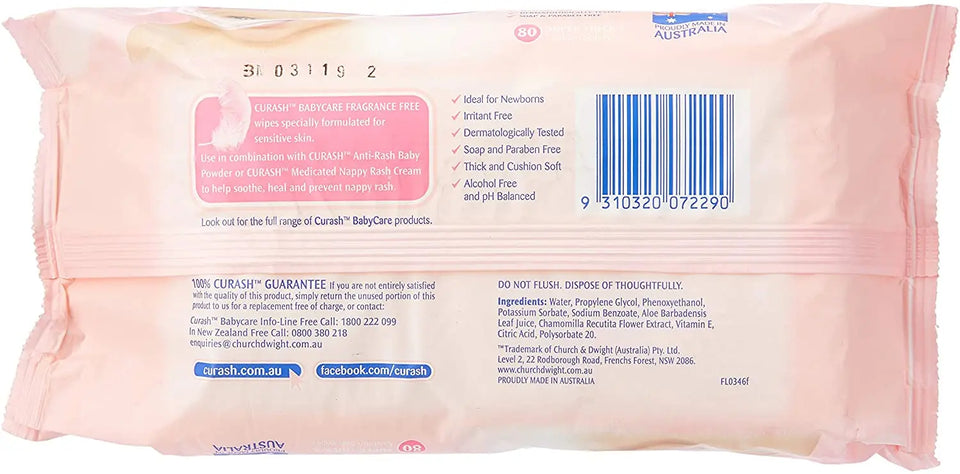 SOAP & PARABEN FREE
80
PROUDLY MADE IN
AUSTRALIA
BN 03119 2
CURASH™ BABYCARE FRAGRANCE FREE
wipes specially formulated for
sensitive skin.
Use in combination with CURASH™ Anti-Rash Baby
Powder or CURASH™ Medicated Nappy Rash Cream
to help soothe, heal and prevent nappy rash.
Look out for the full range of Curash™ BabyCare products.
✓ Ideal for Newborns
✓ Irritant Free
✓ Dermatologically Tested
✓ Soap and Paraben Free
✓ Thick and Cushion Soft
✓ Alcohol Free
and pH Balanced
9 310320 072290
100% CURASH™ GUARANTEE If you are not entirely satisfied
with the quality of this product, simply return the unused portion of this
product to us for a replacement free of charge, or contact:
Curash™ Babycare Info-Line Free Call: 1800 222 099
In New Zealand Free Call: 0800 380 218
enquiries@churchdwight.com.au
curash.com.au
facebook.com/curash
DO NOT FLUSH. DISPOSE OF THOUGHTFULLY.
Ingredients: Water, Propylene Glycol, Phenoxyethanol,
Potassium Sorbate, Sodium Benzoate, Aloe Barbadensis
Leaf Juice, Chamomilla Recutita Flower Extract, Vitamin E,
Citric Acid, Polysorbate 20.
™Trademark of Church & Dwight (Australia) Pty. Ltd.
Level 2, 22 Rodborough Road, Frenchs Forest, NSW 2086.
www.churchdwight.com.au
PROUDLY MADE IN AUSTRALIA
FL0346f
AUSTRALIA
80